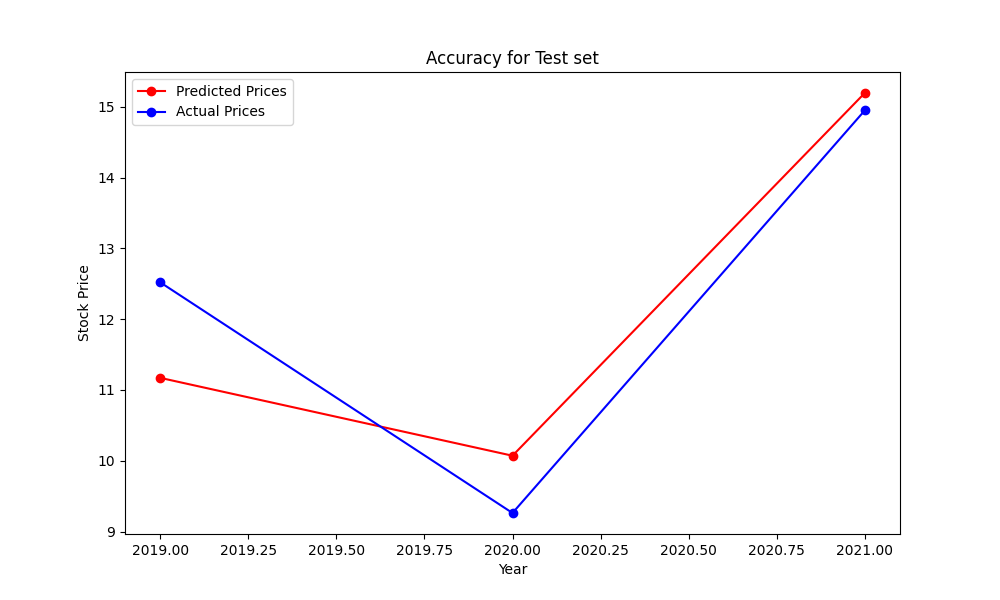 Accuracy for Test set
Predicted Prices
Actual Prices
Stock Price
15
14
13
12
11
10
9
2019.00 2019.25 2019.50 2019.75 2020.00 2020.25 2020.50 2020.75 2021.00
Year